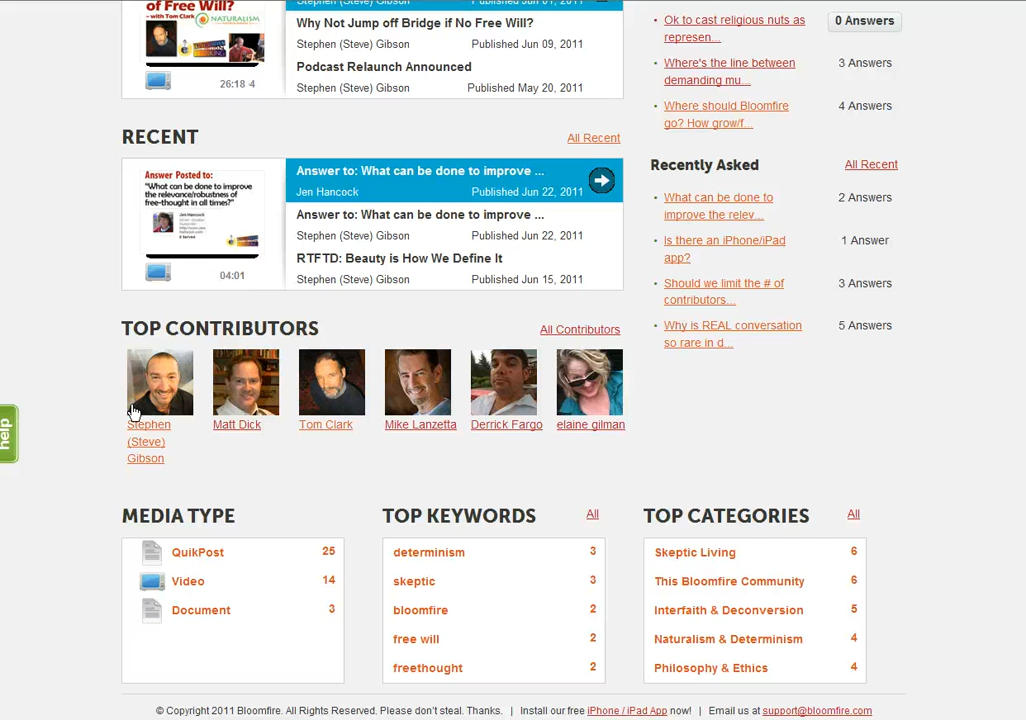 of Free Will?
– with Tom Clark NATURALISM
26:18 4
Why Not Jump off Bridge if No Free Will?
Stephen (Steve) Gibson Published Jun 09, 2011
Podcast Relaunch Announced
Stephen (Steve) Gibson Published May 20, 2011
RECENT All Recent
Answer Posted to:
"What can be done to improve
the relevance/robustness of
free-thought in all times?"
Jen Hancock
04:01
Answer to: What can be done to improve ...
Jen Hancock Published Jun 22, 2011
Answer to: What can be done to improve ...
Stephen (Steve) Gibson Published Jun 22, 2011
RTFTD: Beauty is How We Define It
Stephen (Steve) Gibson Published Jun 15, 2011
TOP CONTRIBUTORS All Contributors
Stephen
(Steve)
Gibson
Matt Dick
Tom Clark
Mike Lanzetta
Derrick Fargo
elaine gilman
• Ok to cast religious nuts as
represen...
0 Answers
• Where's the line between
demanding mu...
3 Answers
• Where should Bloomfire
go? How grow/f...
4 Answers
Recently Asked All Recent
• What can be done to
improve the relev...
2 Answers
• Is there an iPhone/iPad
app?
1 Answer
• Should we limit the # of
contributors...
3 Answers
• Why is REAL conversation
so rare in d...
5 Answers
help
MEDIA TYPE
QuikPost 25
Video 14
Document 3
TOP KEYWORDS All
determinism 3
skeptic 3
bloomfire 2
free will 2
freethought 2
TOP CATEGORIES All
Skeptic Living 6
This Bloomfire Community 6
Interfaith & Deconversion 5
Naturalism & Determinism 4
Philosophy & Ethics 4
© Copyright 2011 Bloomfire. All Rights Reserved. Please don't steal. Thanks. | Install our free iPhone / iPad App now! | Email us at support@bloomfire.com